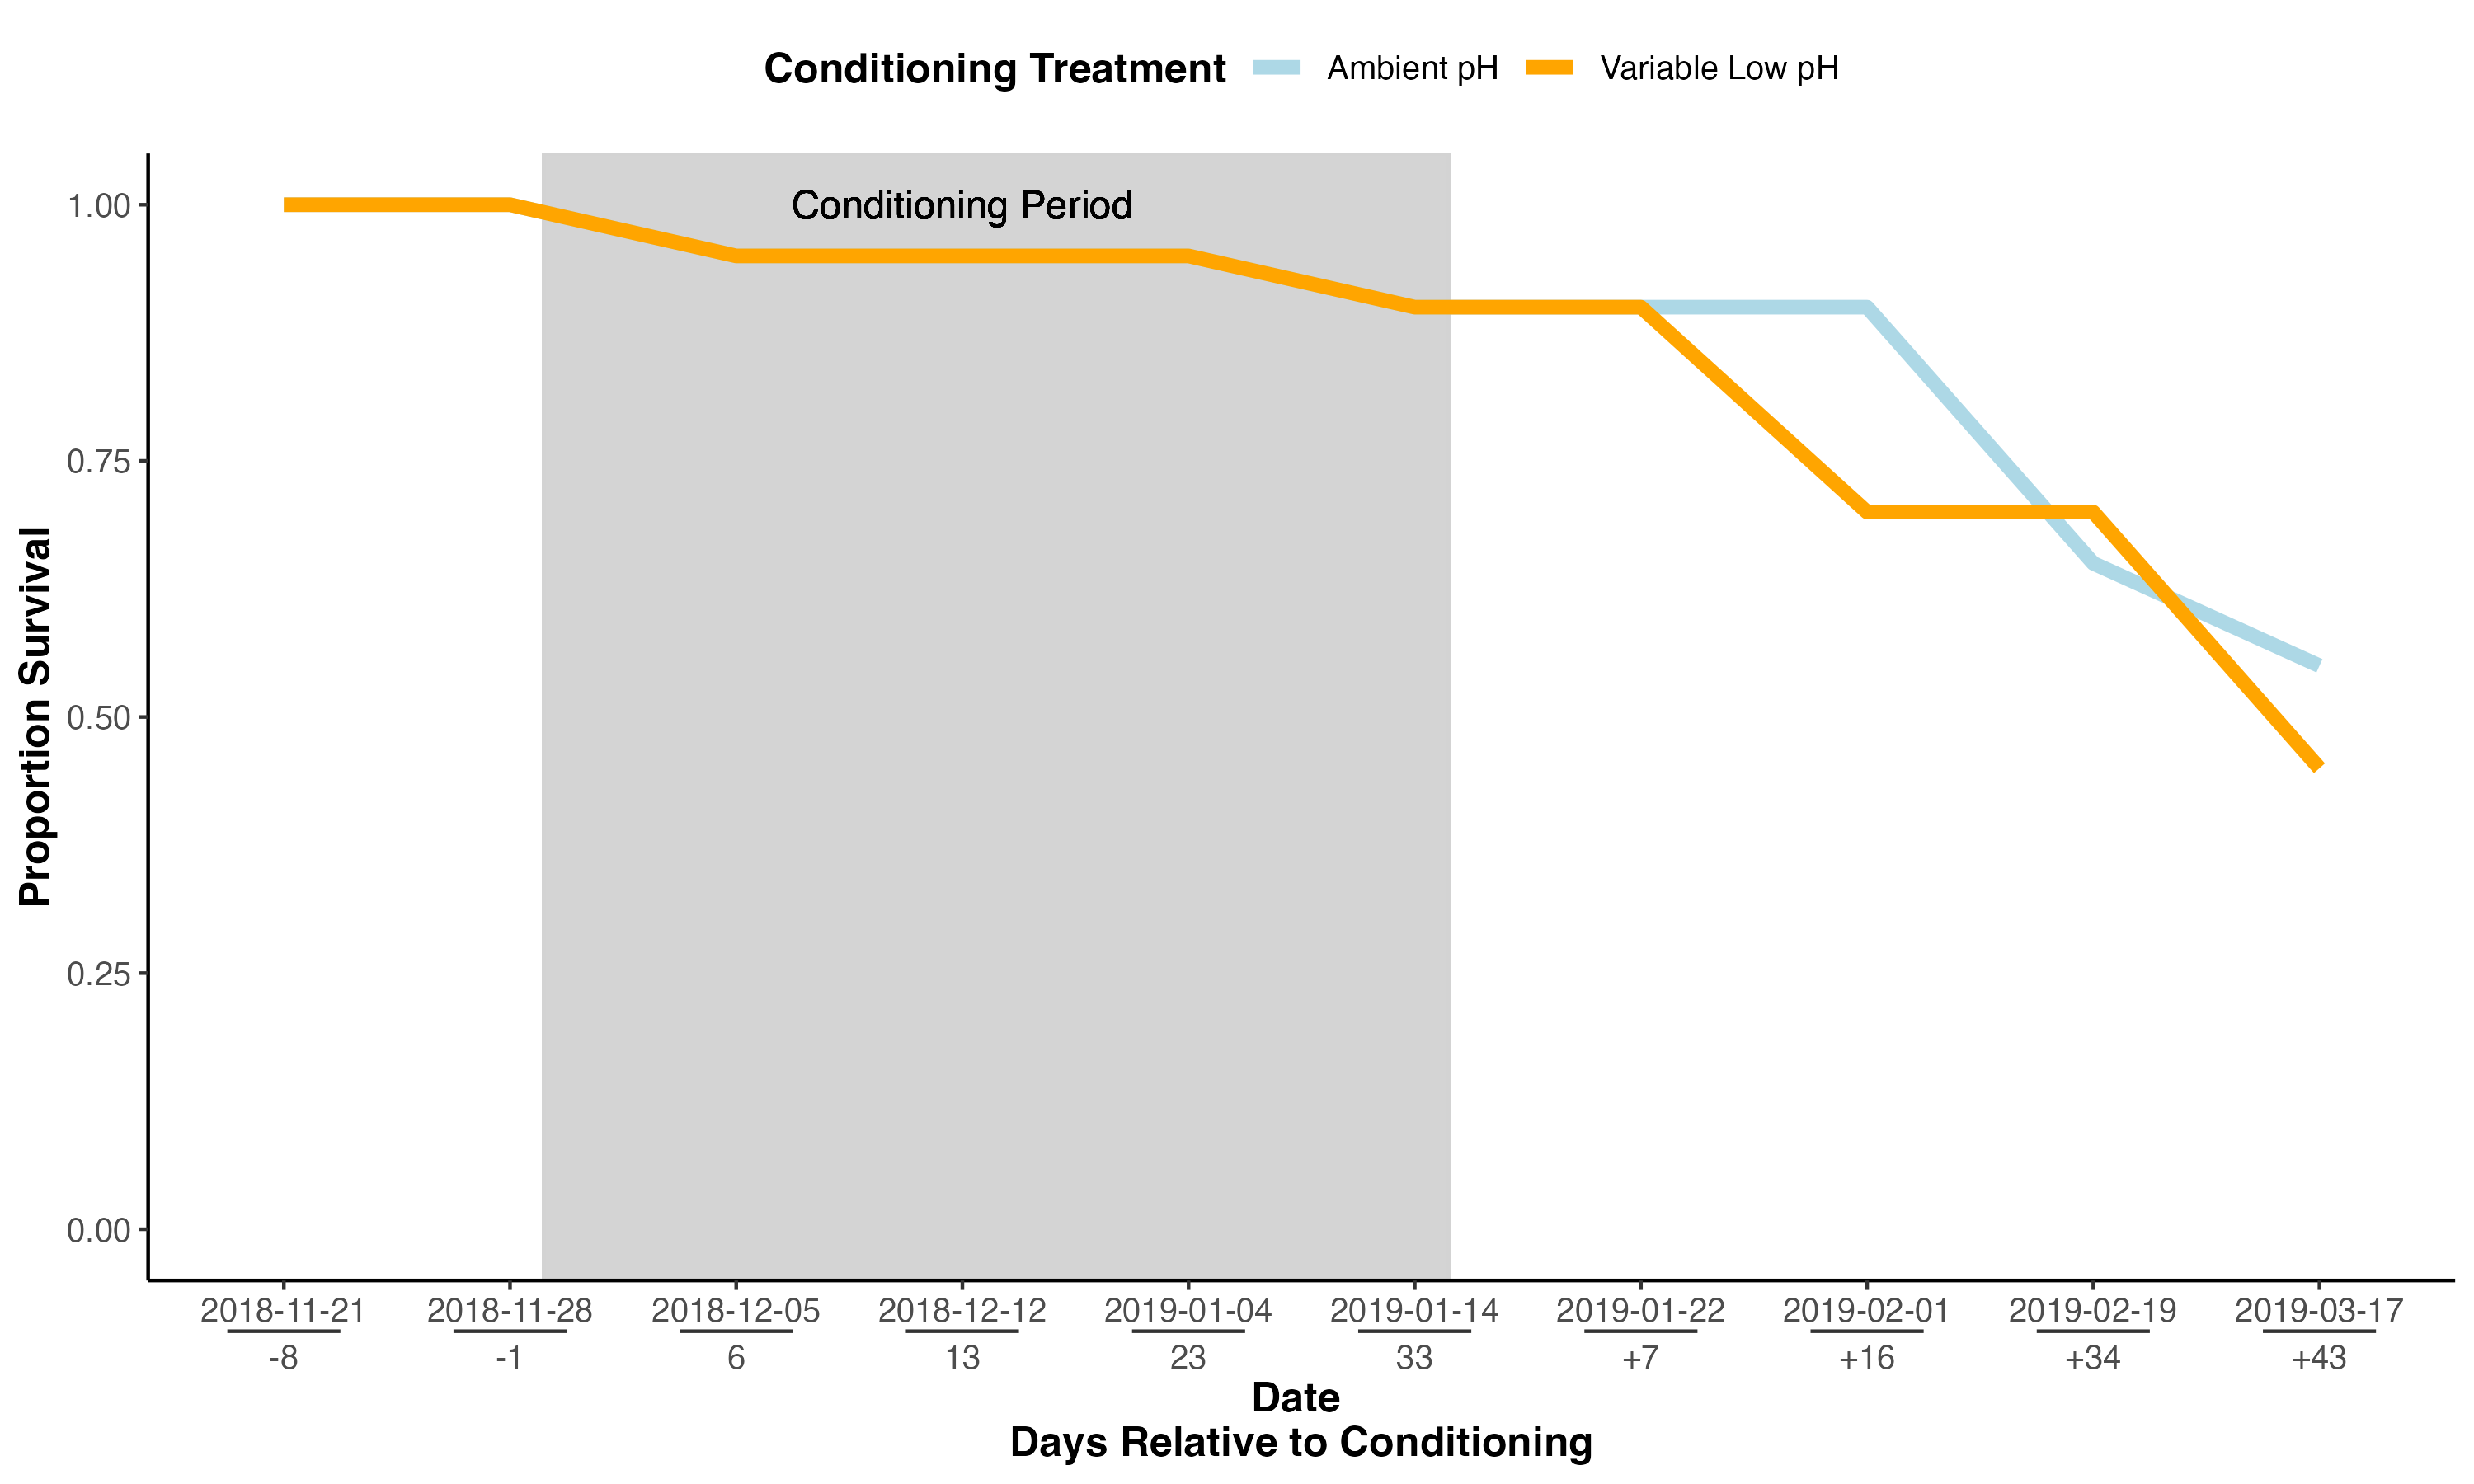 Conditioning Treatment Ambient pH Variable Low pH
Conditioning Period
Proportion Survival
1.00
0.75
0.50
0.25
0.00
2018-11-21 2018-11-28 2018-12-05 2018-12-12 2019-01-04 2019-01-14 2019-01-22 2019-02-01 2019-02-19 2019-03-17
-8 -1 6 13 23 33 +7 +16 +34 +43
Date
Days Relative to Conditioning